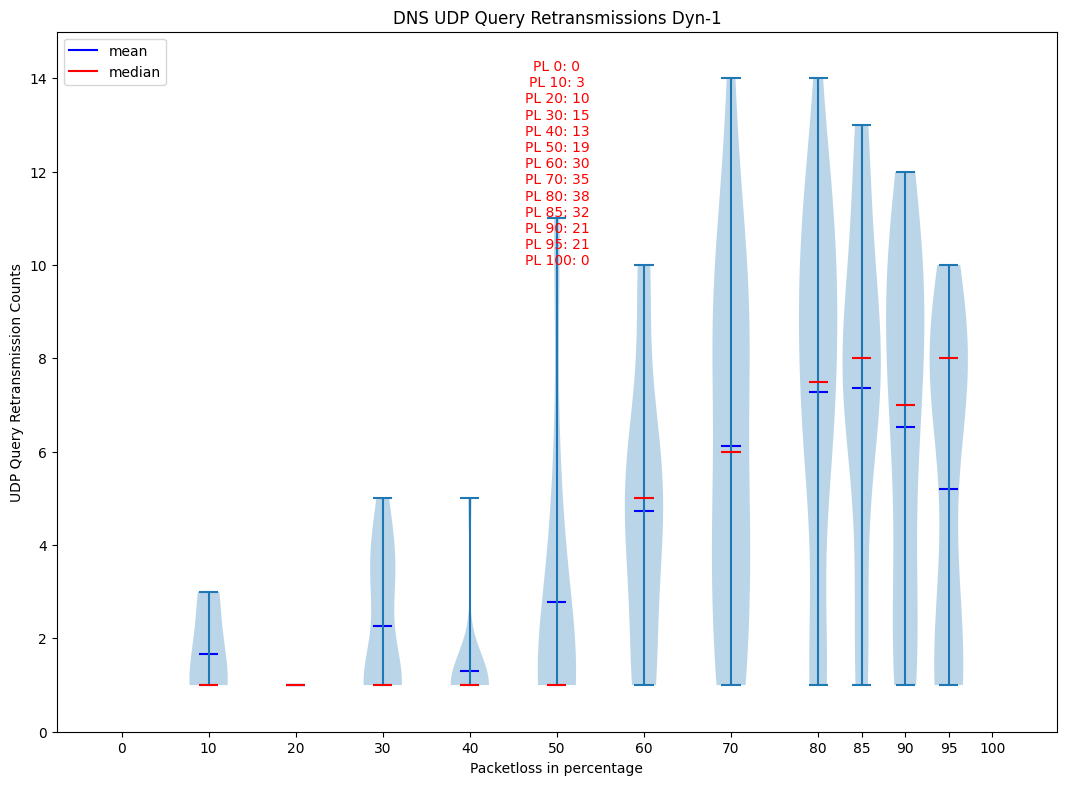 DNS UDP Query Retransmissions Dyn-1
mean
median
PL 0: 0
PL 10: 3
PL 20: 10
PL 30: 15
PL 40: 13
PL 50: 19
PL 60: 30
PL 70: 35
PL 80: 38
PL 85: 32
PL 90: 21
PL 95: 21
PL 100: 0
UDP Query Retransmission Counts
14
12
10
8
6
4
2
0
0 10 20 30 40 50 60 70 80 85 90 95 100
Packetloss in percentage